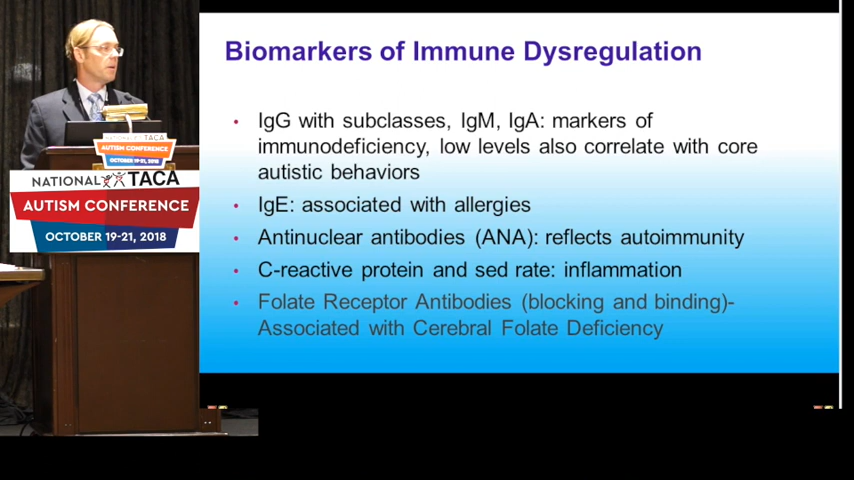 Biomarkers of Immune Dysregulation
• IgG with subclasses, IgM, IgA: markers of
immunodeficiency, low levels also correlate with core
autistic behaviors
• IgE: associated with allergies
• Antinuclear antibodies (ANA): reflects autoimmunity
• C-reactive protein and sed rate: inflammation
• Folate Receptor Antibodies (blocking and binding)-
Associated with Cerebral Folate Deficiency
NATIONAL TACA
AUTISM CONFERENCE
OCTOBER 19-21, 2018
NATIONAL TACA
AUTISM CONFERENCE
OCTOBER 19-21, 2018